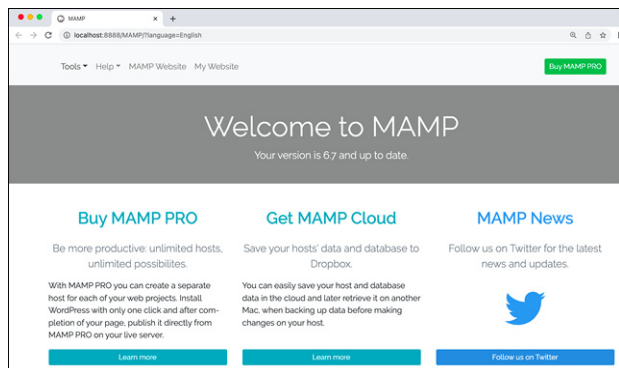 MAMP
localhost:8888/MAMP/?language=English
Tools Help MAMP Website My Website
Buy MAMP PRO
Welcome to MAMP
Your version is 6.7 and up to date.
Buy MAMP PRO
Be more productive: unlimited hosts,
unlimited possibilites.
With MAMP PRO you can create a separate
host for each of your web projects. Install
WordPress with only one click and after com-
pletion of your page, publish it directly from
MAMP PRO on your live server.
Learn more
Get MAMP Cloud
Save your hosts' data and database to
Dropbox.
You can easily save your host and database
data in the cloud and later retrieve it on another
Mac, when backing up data before making
changes on your host.
Learn more
MAMP News
Follow us on Twitter for the latest
news and updates.
Follow us on Twitter